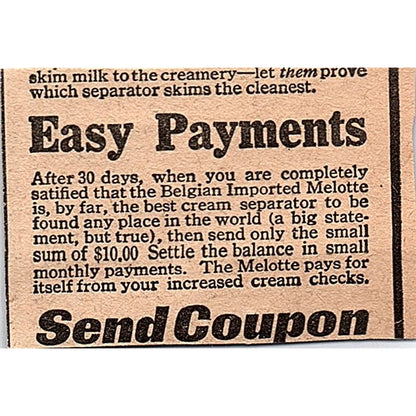 skim milk to the creamery—let them prove
which separator skims the cleanest.
Easy Payments
After 30 days, when you are completely
satified that the Belgian Imported Melotte
is, by far, the best cream separator to be
found any place in the world (a big state-
ment, but true), then send only the small
sum of $10.00 Settle the balance in small
monthly payments. The Melotte pays for
itself from your increased cream checks.
Send Coupon